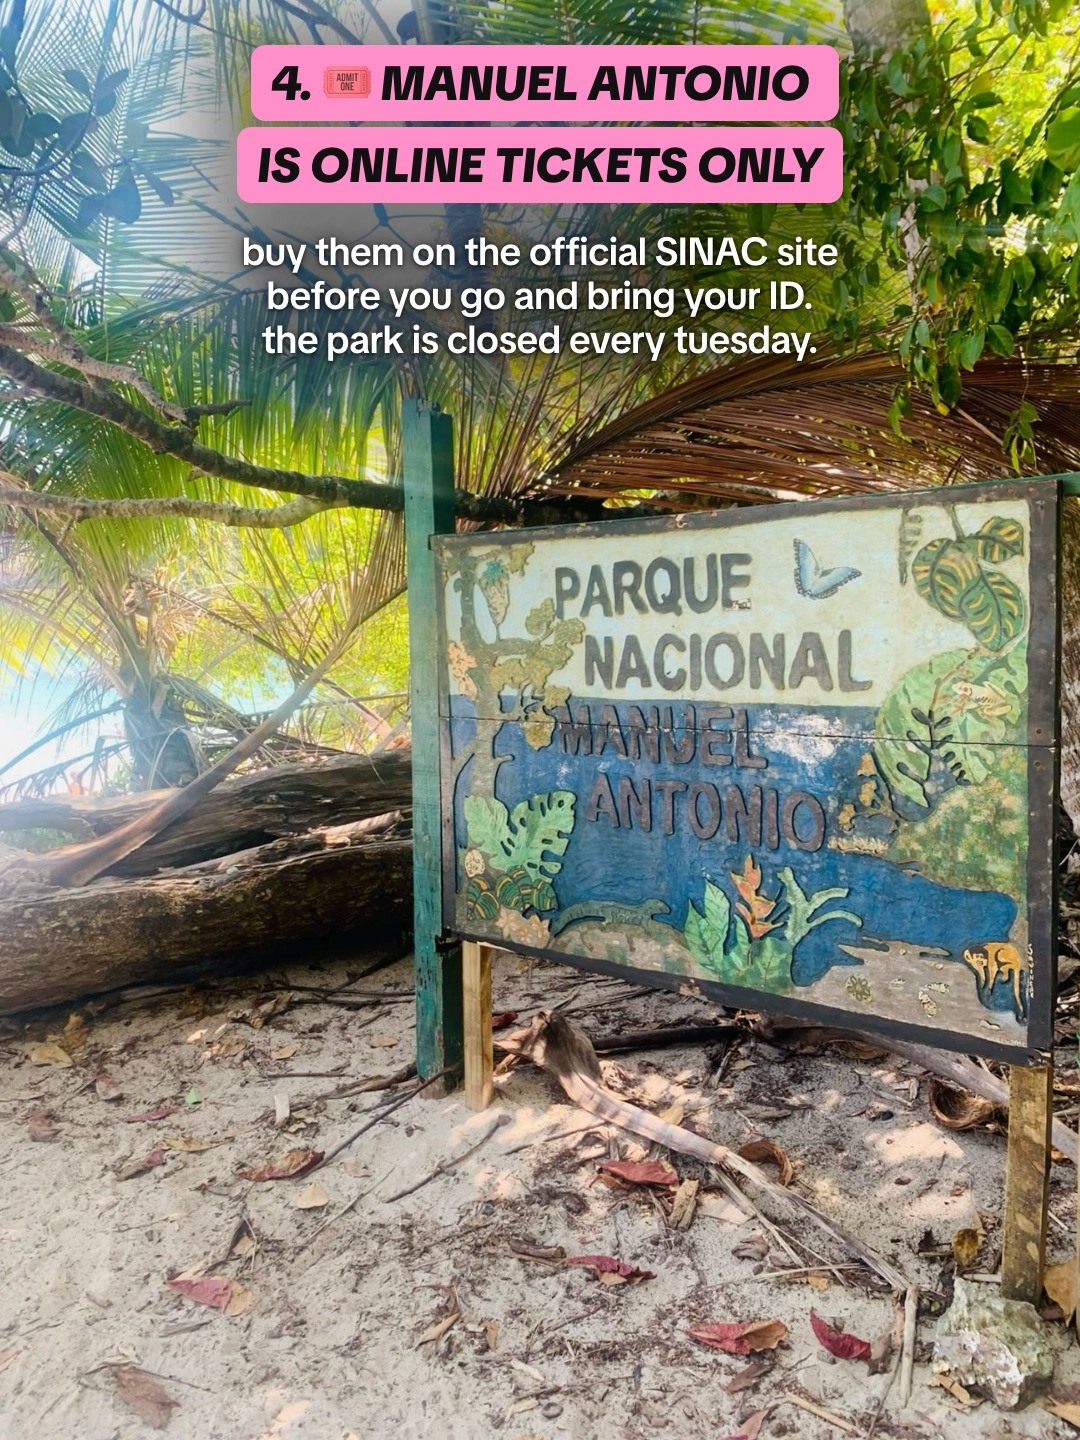 4. 🎟️ MANUEL ANTONIO
IS ONLINE TICKETS ONLY
buy them on the official SINAC site
before you go and bring your ID.
the park is closed every tuesday.
PARQUE
NACIONAL
MANUEL
ANTONIO